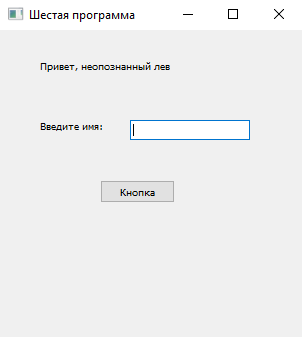 Шестая программа
Привет, неопознанный лев
Введите имя:
Кнопка